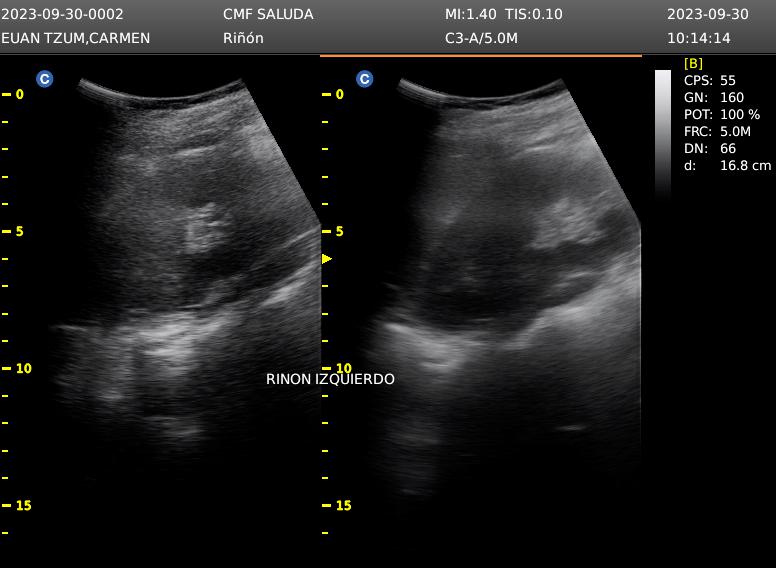 2023-09-30-0002 CMF SALUDA MI:1.40 TIS:0.10 2023-09-30
EUAN TZUM,CARMEN Riñón C3-A/5.0M 10:14:14
C
C
[B]
CPS: 55
GN: 160
POT: 100 %
FRC: 5.0M
DN: 66
d: 16.8 cm
0
0
5
5
10
10
RINON IZQUIERDO
15
15